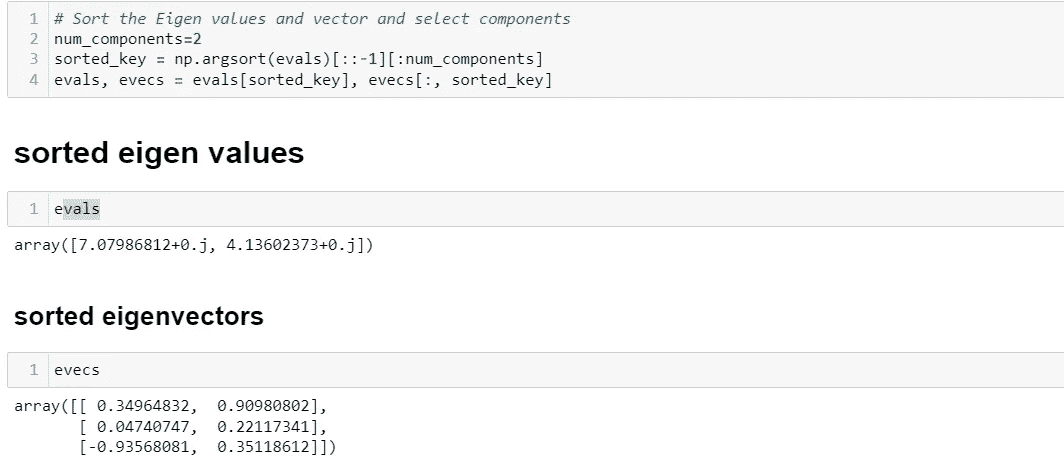 1 # Sort the Eigen values and vector and select components
2 num_components=2
3 sorted_key = np.argsort(evals)[::-1][:num_components]
4 evals, evecs = evals[sorted_key], evecs[:, sorted_key]
sorted eigen values
1 evals
array([7.07986812+0.j, 4.13602373+0.j])
sorted eigenvectors
1 evecs
array([[ 0.34964832,  0.90980802],
       [ 0.04740747,  0.22117341],
       [-0.93568081,  0.35118612]])